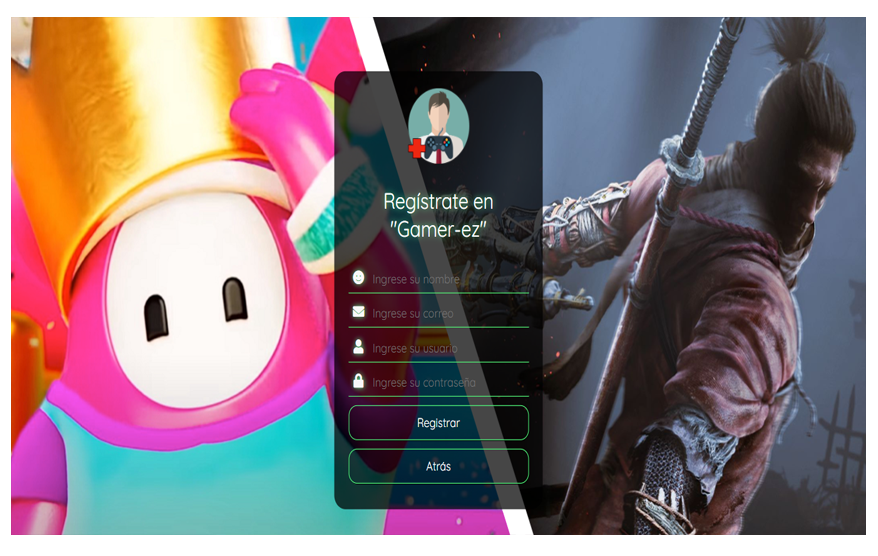 Regístrate en
"Gamer-ez"
Ingrese su nombre
Ingrese su correo
Ingrese su usuario
Ingrese su contraseña
Registrar
Atrás